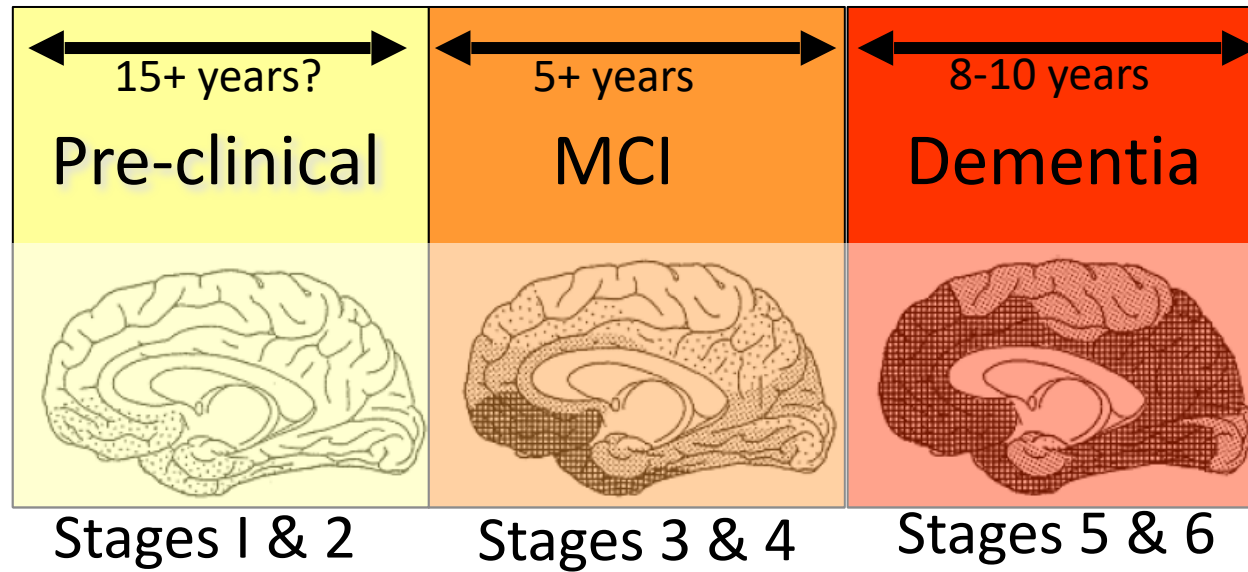 15+ years?
Pre-clinical
Stages I & 2
5+ years
MCI
Stages 3 & 4
8-10 years
Dementia
Stages 5 & 6